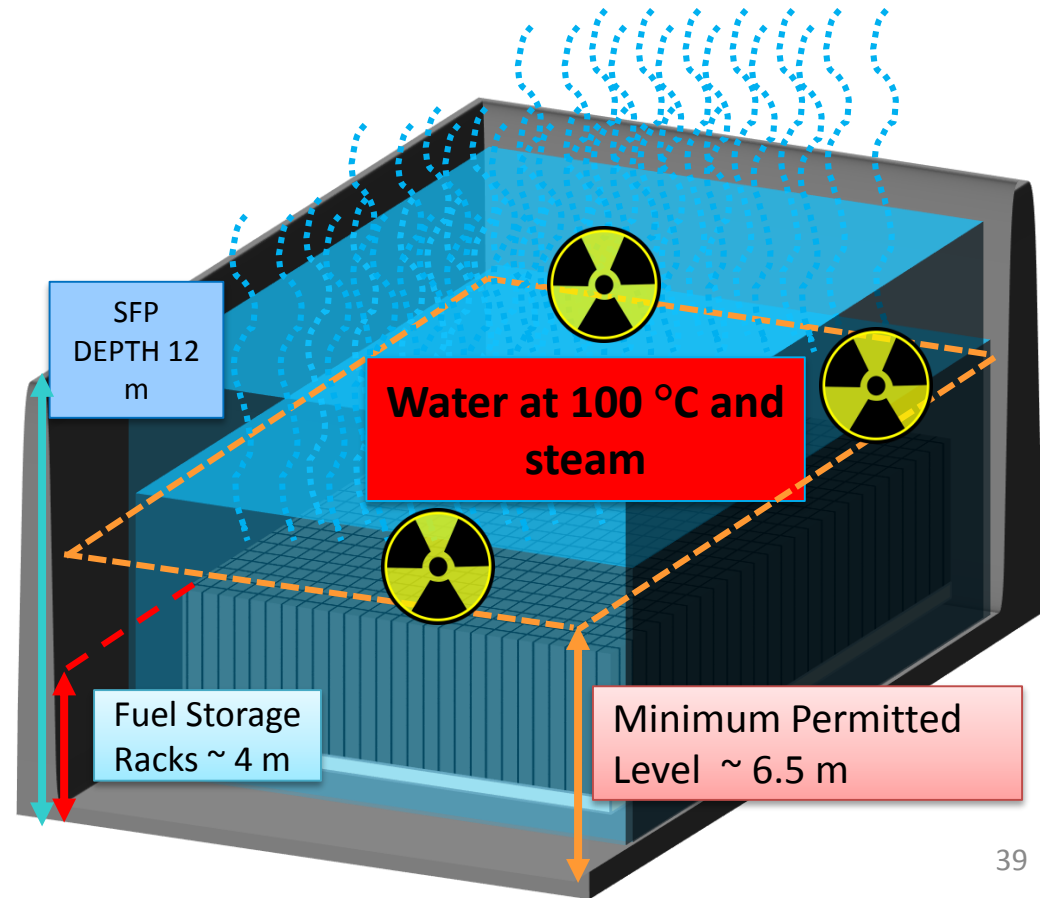 SFP
DEPTH 12
m
Water at 100 °C and
steam
Fuel Storage
Racks ~ 4 m
Minimum Permitted
Level ~ 6.5 m
39